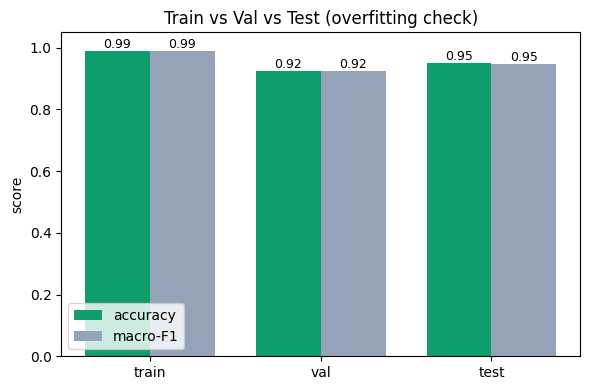 Train vs Val vs Test (overfitting check)
1.0
0.8
0.6
0.4
0.2
0.0
score
0.99 0.99 0.92 0.92 0.95 0.95
accuracy
macro-F1
train val test